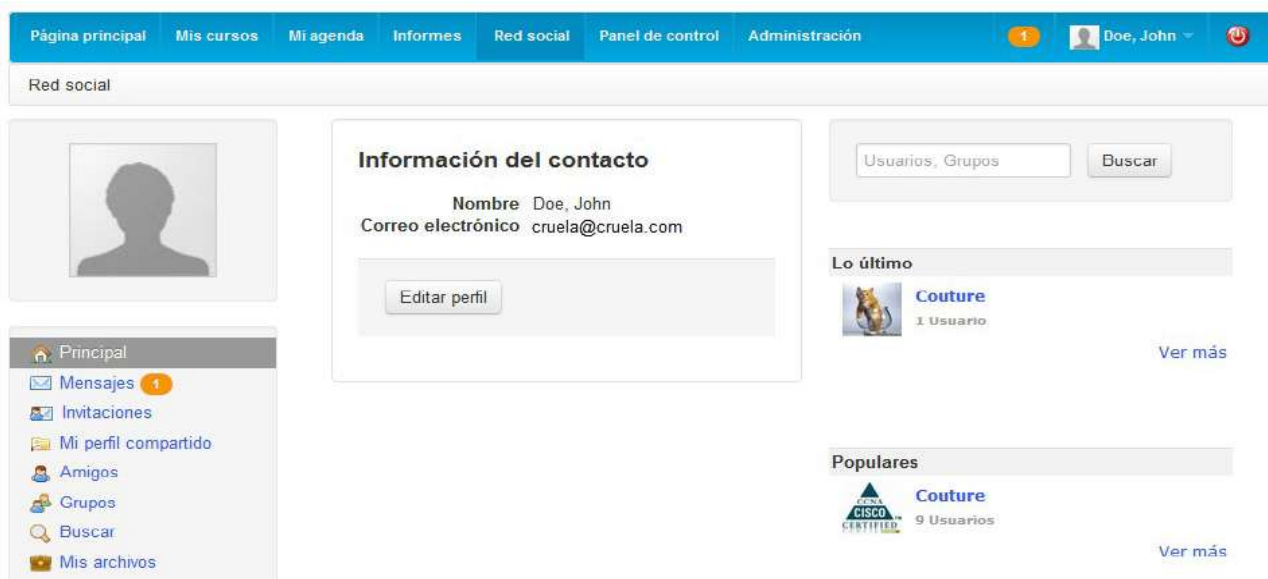 Página principal Mis cursos Mi agenda Informes Red social Panel de control Administración 1 Doe, John
Red social
Información del contacto
Nombre Doe, John
Correo electrónico cruela@cruela.com
Editar perfil
Usuarios, Grupos Buscar
Lo último
Couture
1 Usuario
Ver más
Populares
CCNA
CISCO
CERTIFIED
Couture
9 Usuarios
Ver más
Principal
Mensajes 1
Invitaciones
Mi perfil compartido
Amigos
Grupos
Buscar
Mis archivos